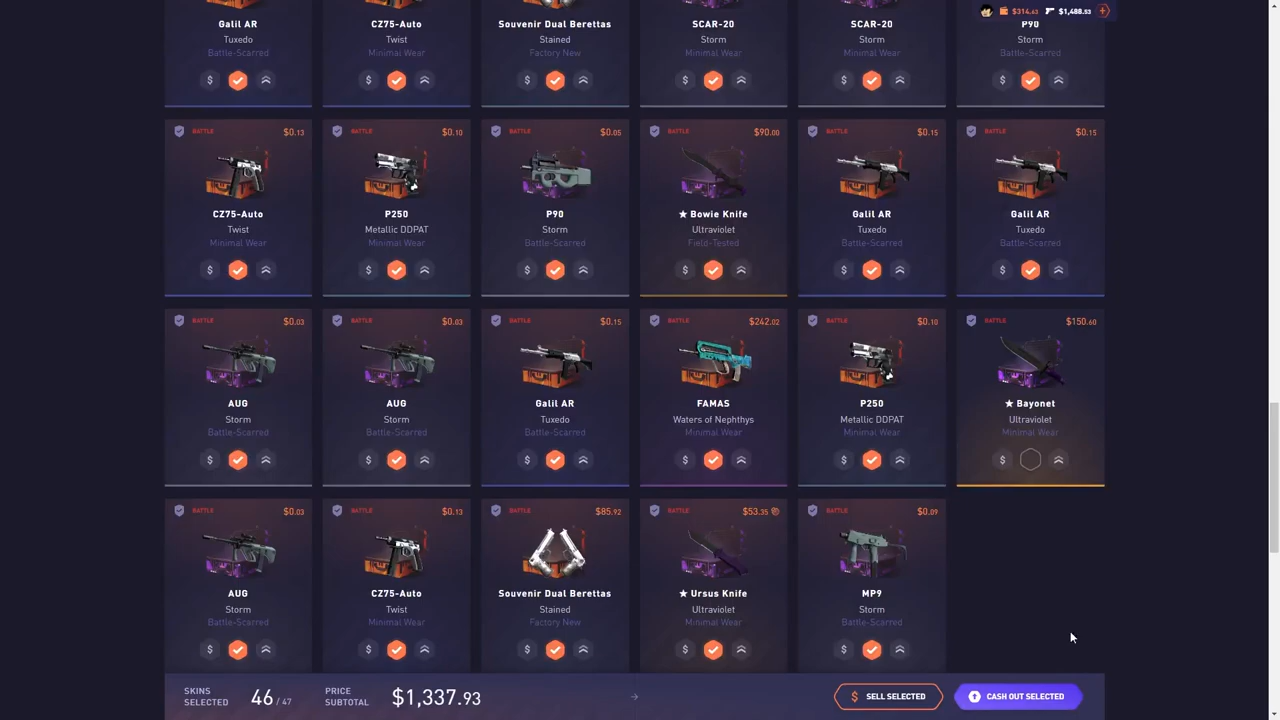 $314.63 $1,488.53
Galil AR CZ75-Auto Souvenir Dual Berettas SCAR-20 SCAR-20 P90
Tuxedo Twist Stained Storm Storm Storm
Battle-Scarred Minimal Wear Factory New Minimal Wear Minimal Wear Battle-Scarred
BATTLE $0.13 BATTLE $0.10 BATTLE $0.05 BATTLE $90.00 BATTLE $0.15 BATTLE $0.15
CZ75-Auto P250 P90 ★ Bowie Knife Galil AR Galil AR
Twist Metallic DDPAT Storm Ultraviolet Tuxedo Tuxedo
Minimal Wear Minimal Wear Battle-Scarred Field-Tested Battle-Scarred Battle-Scarred
BATTLE $0.03 BATTLE $0.03 BATTLE $0.15 BATTLE $242.02 BATTLE $0.10 BATTLE $150.60
AUG AUG Galil AR FAMAS P250 ★ Bayonet
Storm Storm Tuxedo Waters of Nephthys Metallic DDPAT Ultraviolet
Battle-Scarred Battle-Scarred Battle-Scarred Minimal Wear Minimal Wear Minimal Wear
BATTLE $0.03 BATTLE $0.13 BATTLE $85.92 BATTLE $53.35 BATTLE $0.09
AUG CZ75-Auto Souvenir Dual Berettas ★ Ursus Knife MP9
Storm Twist Stained Ultraviolet Storm
Battle-Scarred Minimal Wear Factory New Minimal Wear Battle-Scarred
SKINS SELECTED 46 / 47 PRICE SUBTOTAL $1,337.93 $ SELL SELECTED CASH OUT SELECTED